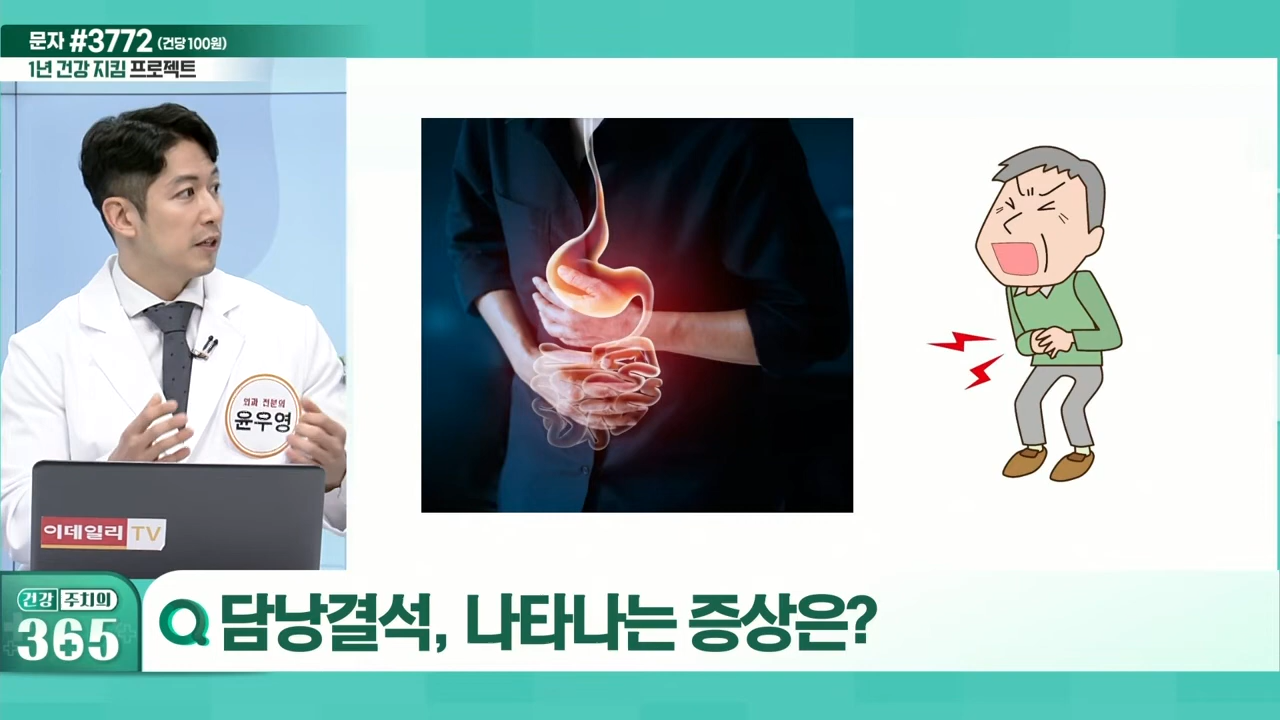 문자 #3772 (건당 100원)
1년 건강 지킴 프로젝트
외과 전문의
윤우영
이데일리 TV
건강 주치의
365
Q 담낭결석, 나타나는 증상은?